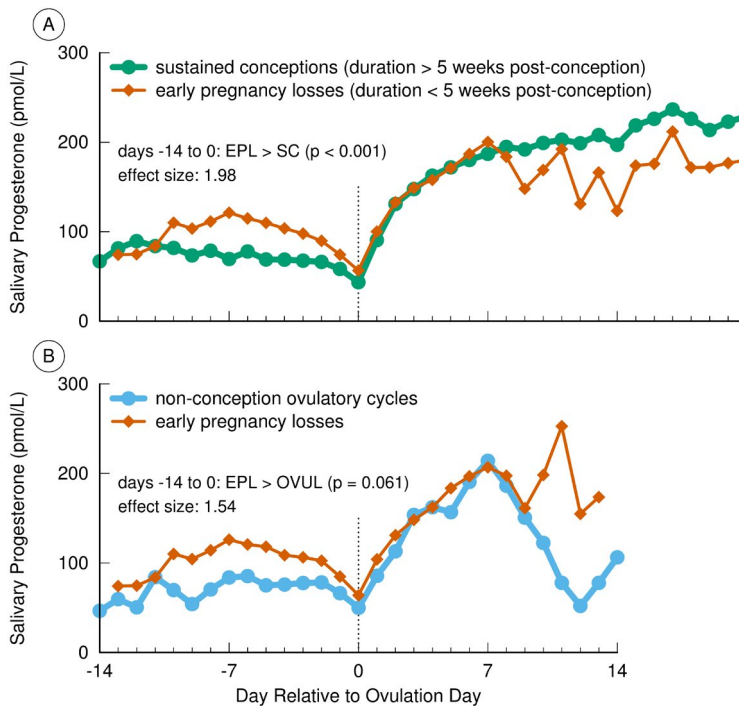 A
300
200
100
0
Salivary Progesterone (pmol/L)
sustained conceptions (duration > 5 weeks post-conception)
early pregnancy losses (duration < 5 weeks post-conception)
days -14 to 0: EPL > SC (p < 0.001)
effect size: 1.98
B
300
200
100
0
Salivary Progesterone (pmol/L)
non-conception ovulatory cycles
early pregnancy losses
days -14 to 0: EPL > OVUL (p = 0.061)
effect size: 1.54
-14 -7 0 7 14
Day Relative to Ovulation Day